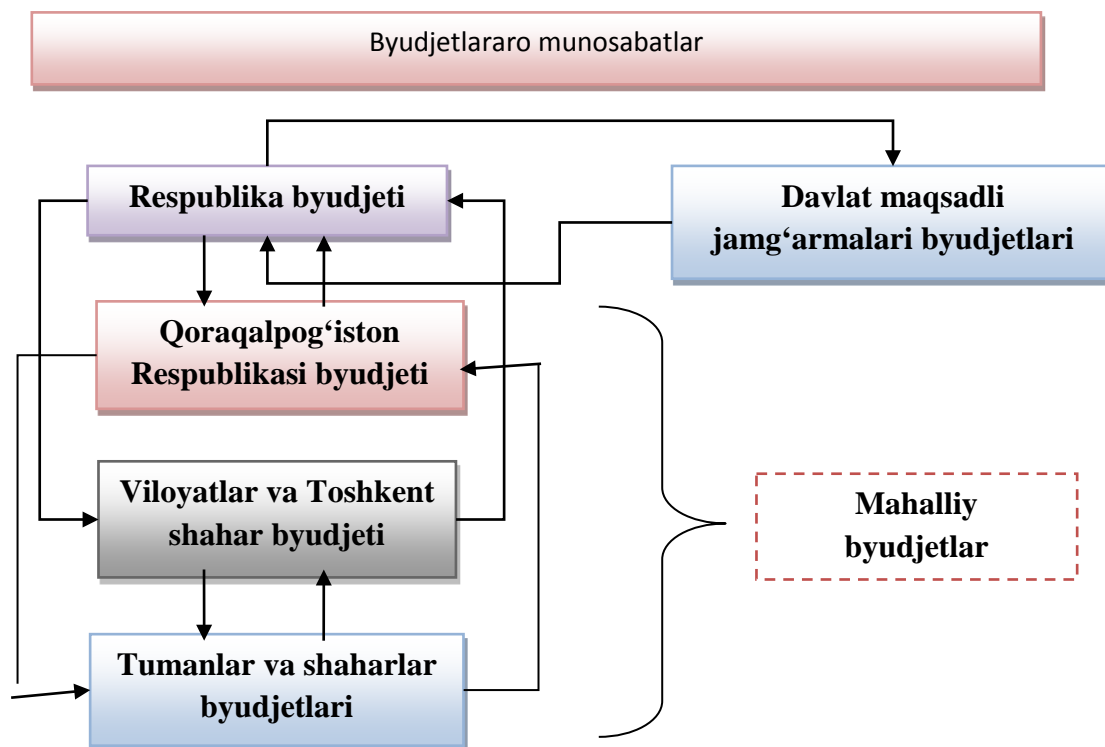 Byudjetlararo munosabatlar
Respublika byudjeti
Davlat maqsadli
jamg‘armalari byudjetlari
Qoraqalpog‘iston
Respublikasi byudjeti
Viloyatlar va Toshkent
shahar byudjeti
Mahalliy
byudjetlar
Tumanlar va shaharlar
byudjetlari